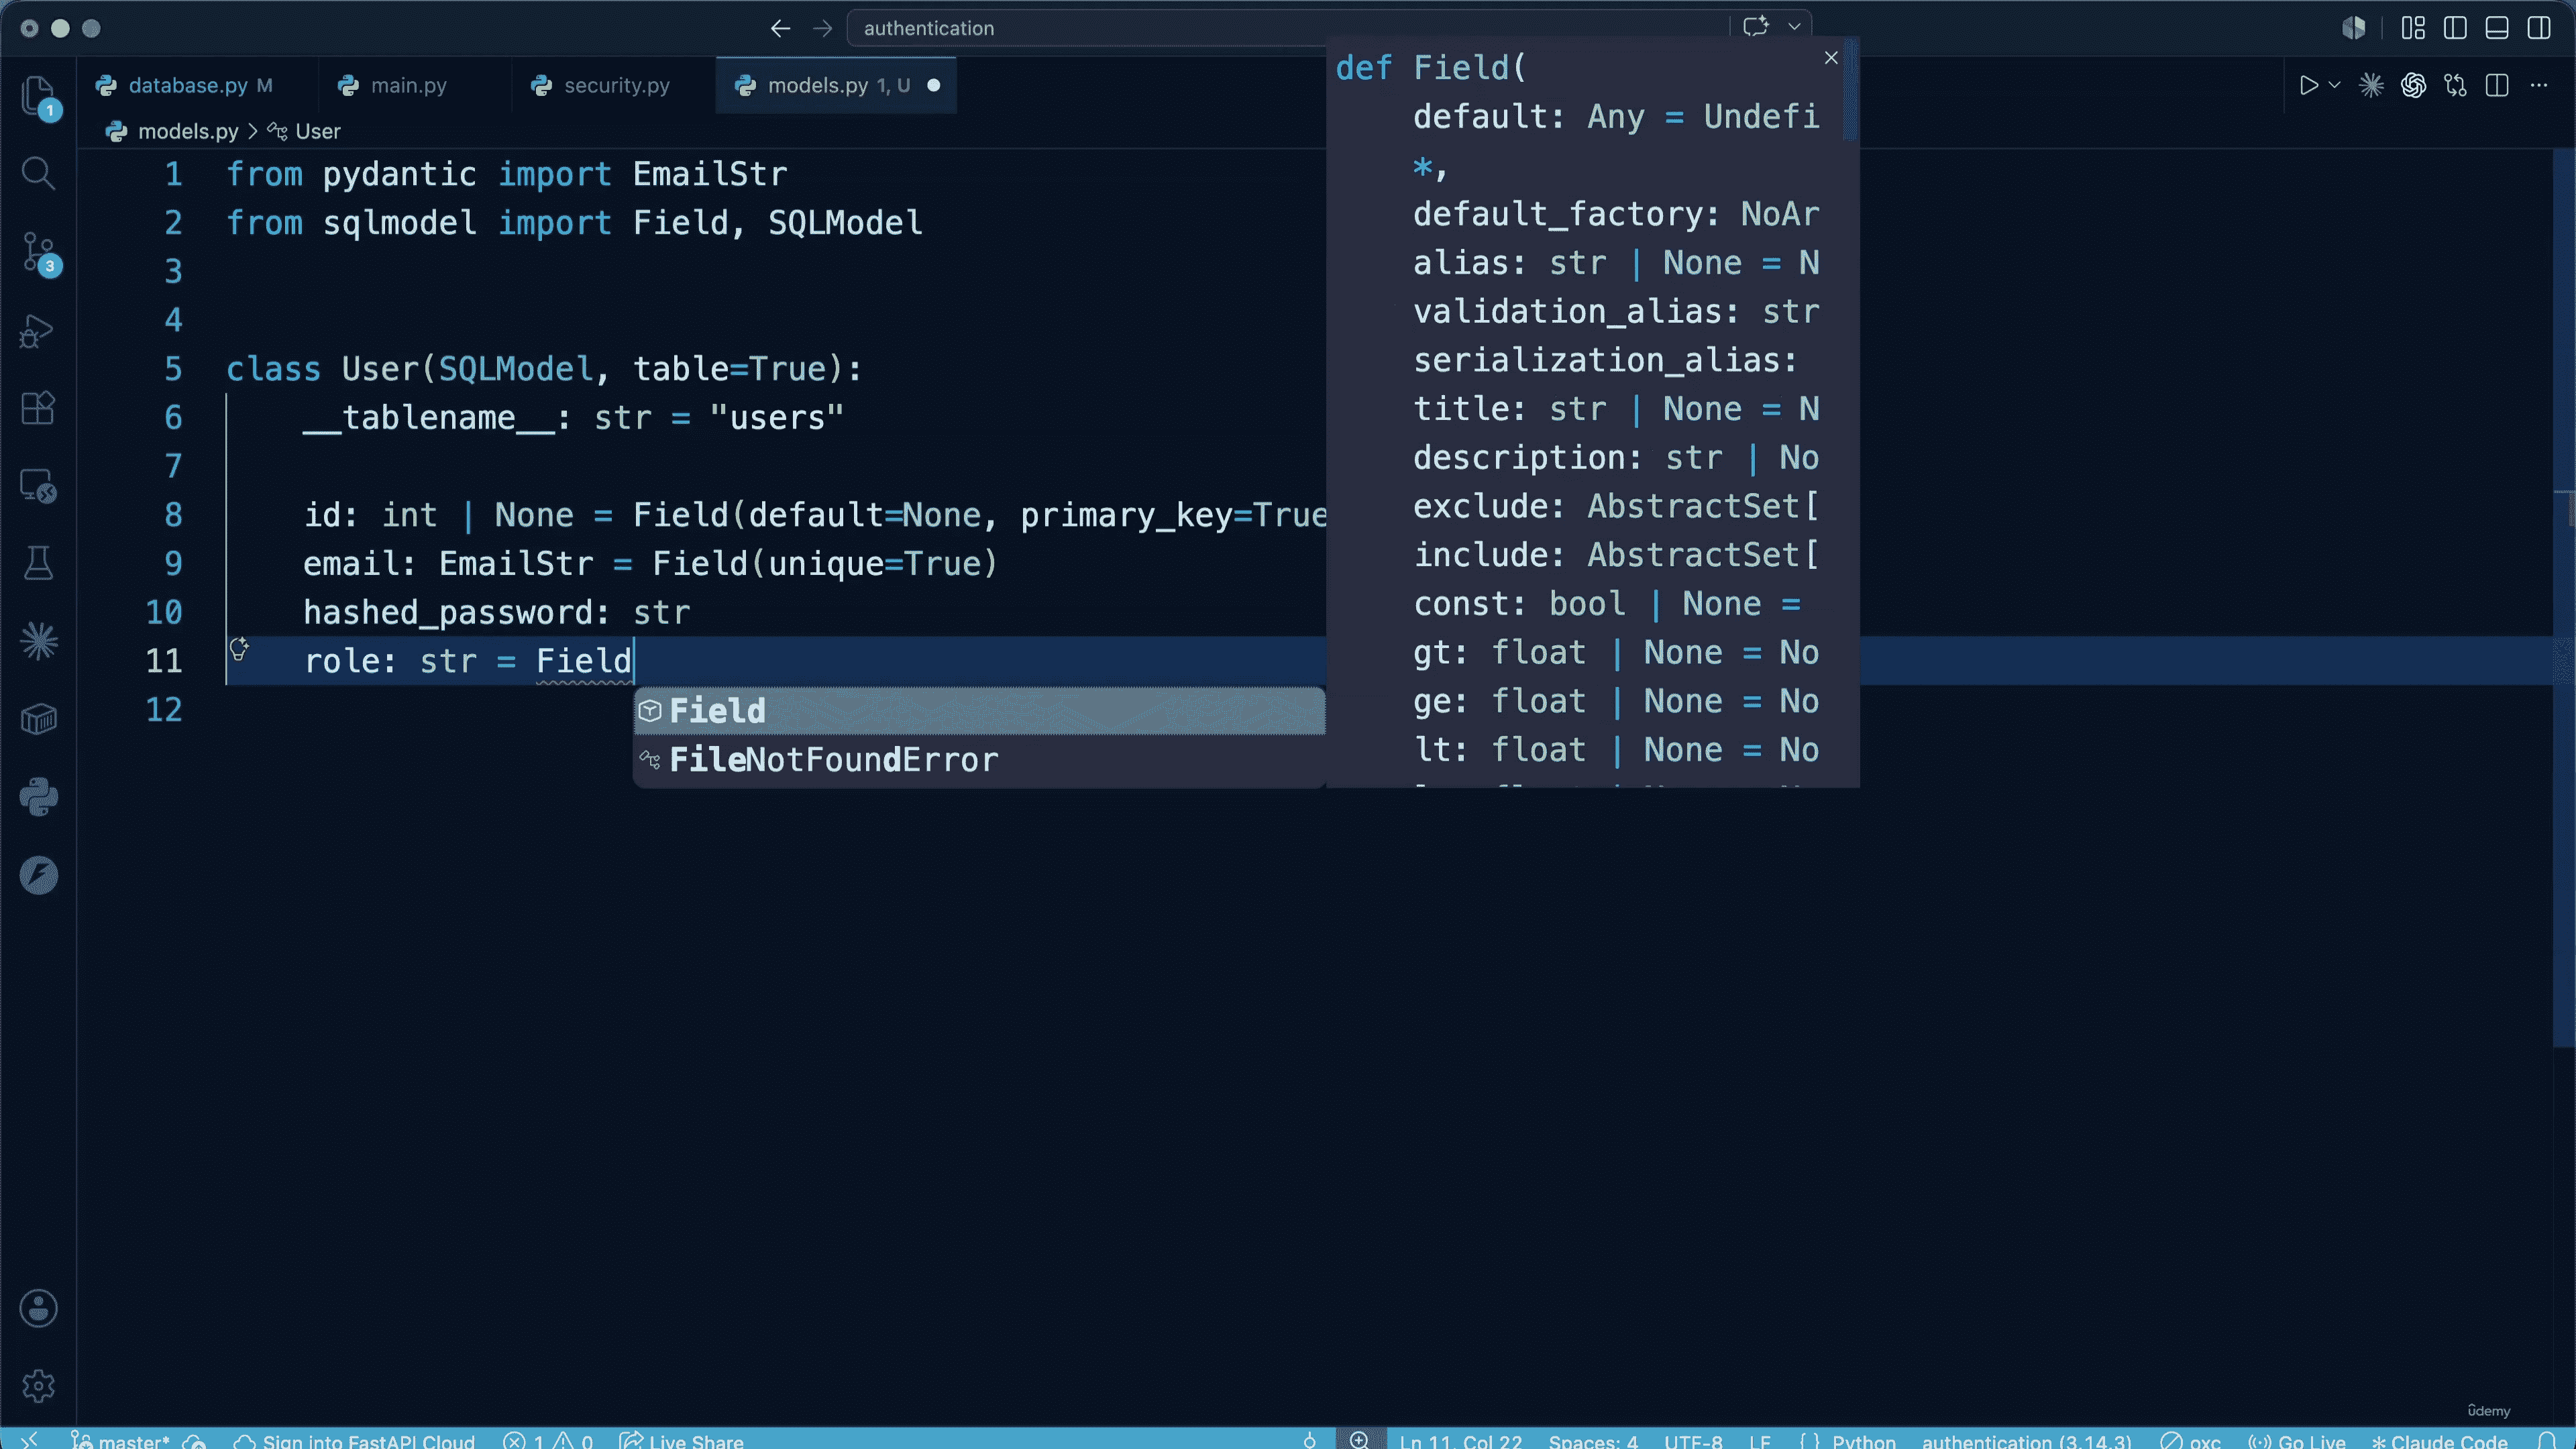 authentication
database.py M
main.py
security.py
models.py 1, U
models.py > User
1 from pydantic import EmailStr
2 from sqlmodel import Field, SQLModel
3
4
5 class User(SQLModel, table=True):
6 __tablename__: str = "users"
7
8 id: int | None = Field(default=None, primary_key=True
9 email: EmailStr = Field(unique=True)
10 hashed_password: str
11 role: str = Field
12
Field
FileNotFoundError
def Field(
default: Any = Undefi
*,
default_factory: NoAr
alias: str | None = N
validation_alias: str
serialization_alias:
title: str | None = N
description: str | No
exclude: AbstractSet[
include: AbstractSet[
const: bool | None =
gt: float | None = No
ge: float | None = No
lt: float | None = No
1
3
ûdemy
master* Sign into FastAPI Cloud 1 0 Live Share Ln 11, Col 22 Spaces: 4 UTF-8 LF { } Python authentication (3.14.3) oxc Go Live Claude Code